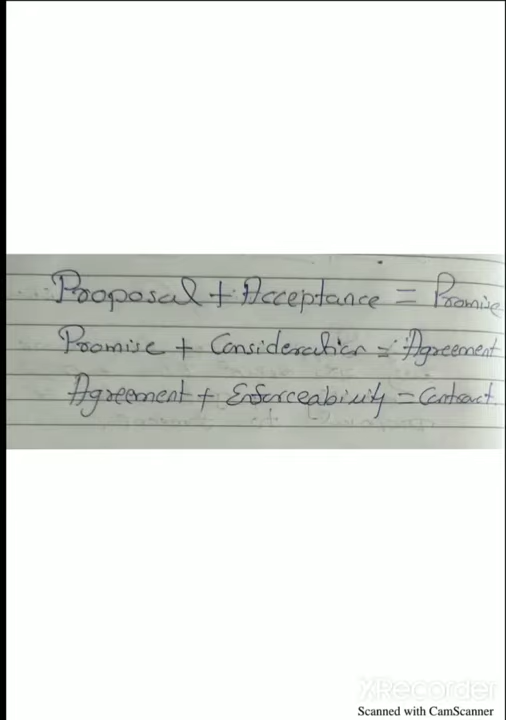 Proposal + Acceptance = Promise
Promise + Consideration = Agreement
Agreement + Enforceability = Contract.
XRecorder
Scanned with CamScanner